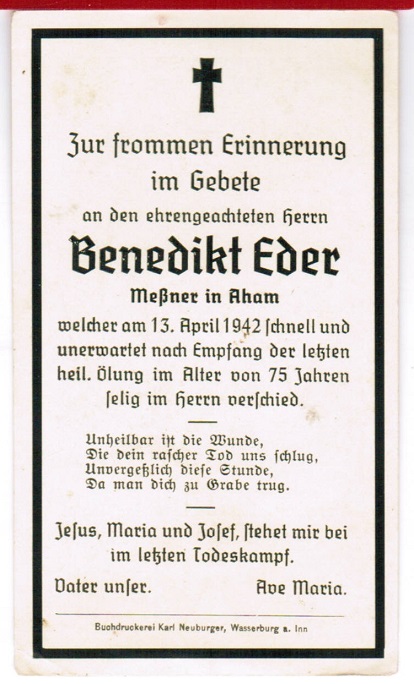 Zur frommen Erinnerung
im Gebete
an den ehrengeachteten Herrn
Benedikt Eder
Meßner in Aham
welcher am 13. April 1942 schnell und
unerwartet nach Empfang der letzten
heil. Ölung im Alter von 75 Jahren
selig im Herrn verschied.
Unheilbar ist die Wunde,
Die dein rascher Tod uns schlug,
Unvergeßlich diese Stunde,
Da man dich zu Grabe trug.
Jesus, Maria und Josef, stehet mir bei
im letzten Todeskampf.
Vater unser. Ave Maria.
Buchdruckerei Karl Neuburger, Wasserburg a. Inn